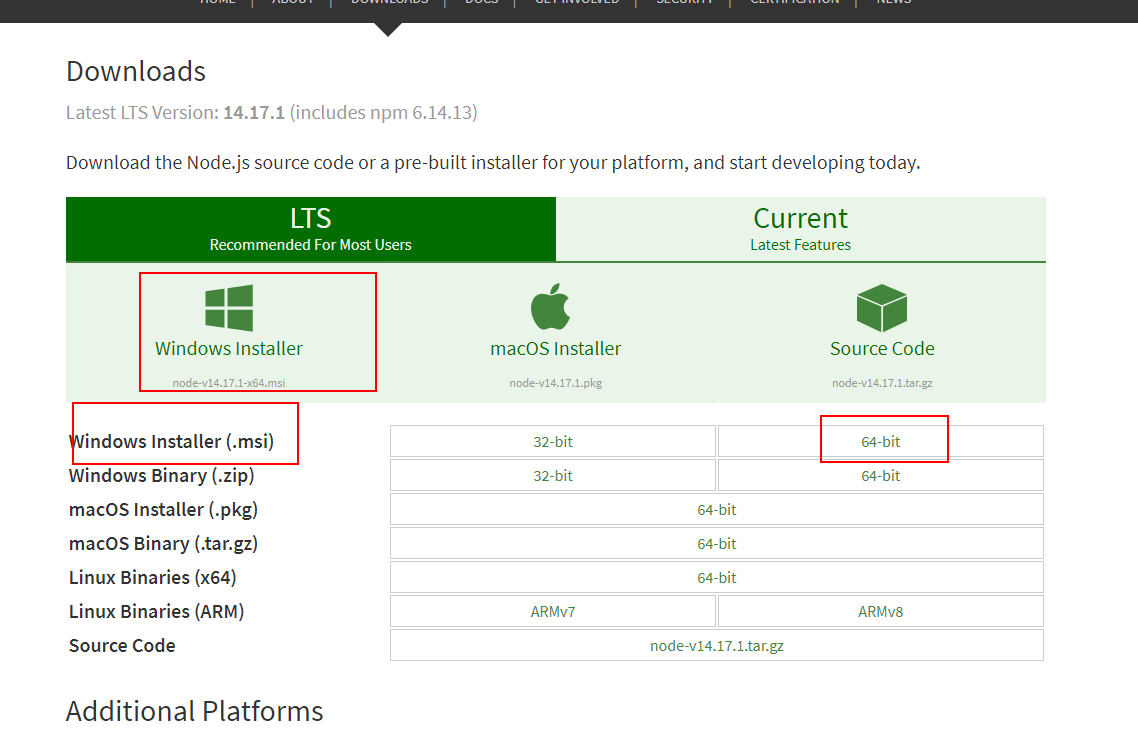 HOME | ABOUT | DOWNLOADS | DOCS | GET INVOLVED | SECURITY | CERTIFICATION | NEWS
Downloads
Latest LTS Version: 14.17.1 (includes npm 6.14.13)
Download the Node.js source code or a pre-built installer for your platform, and start developing today.
LTS Current
Recommended For Most Users Latest Features
Windows Installer macOS Installer Source Code
node-v14.17.1-x64.msi node-v14.17.1.pkg node-v14.17.1.tar.gz
Windows Installer (.msi) 32-bit 64-bit
Windows Binary (.zip) 32-bit 64-bit
macOS Installer (.pkg) 64-bit
macOS Binary (.tar.gz) 64-bit
Linux Binaries (x64) 64-bit
Linux Binaries (ARM) ARMv7 ARMv8
Source Code node-v14.17.1.tar.gz
Additional Platforms